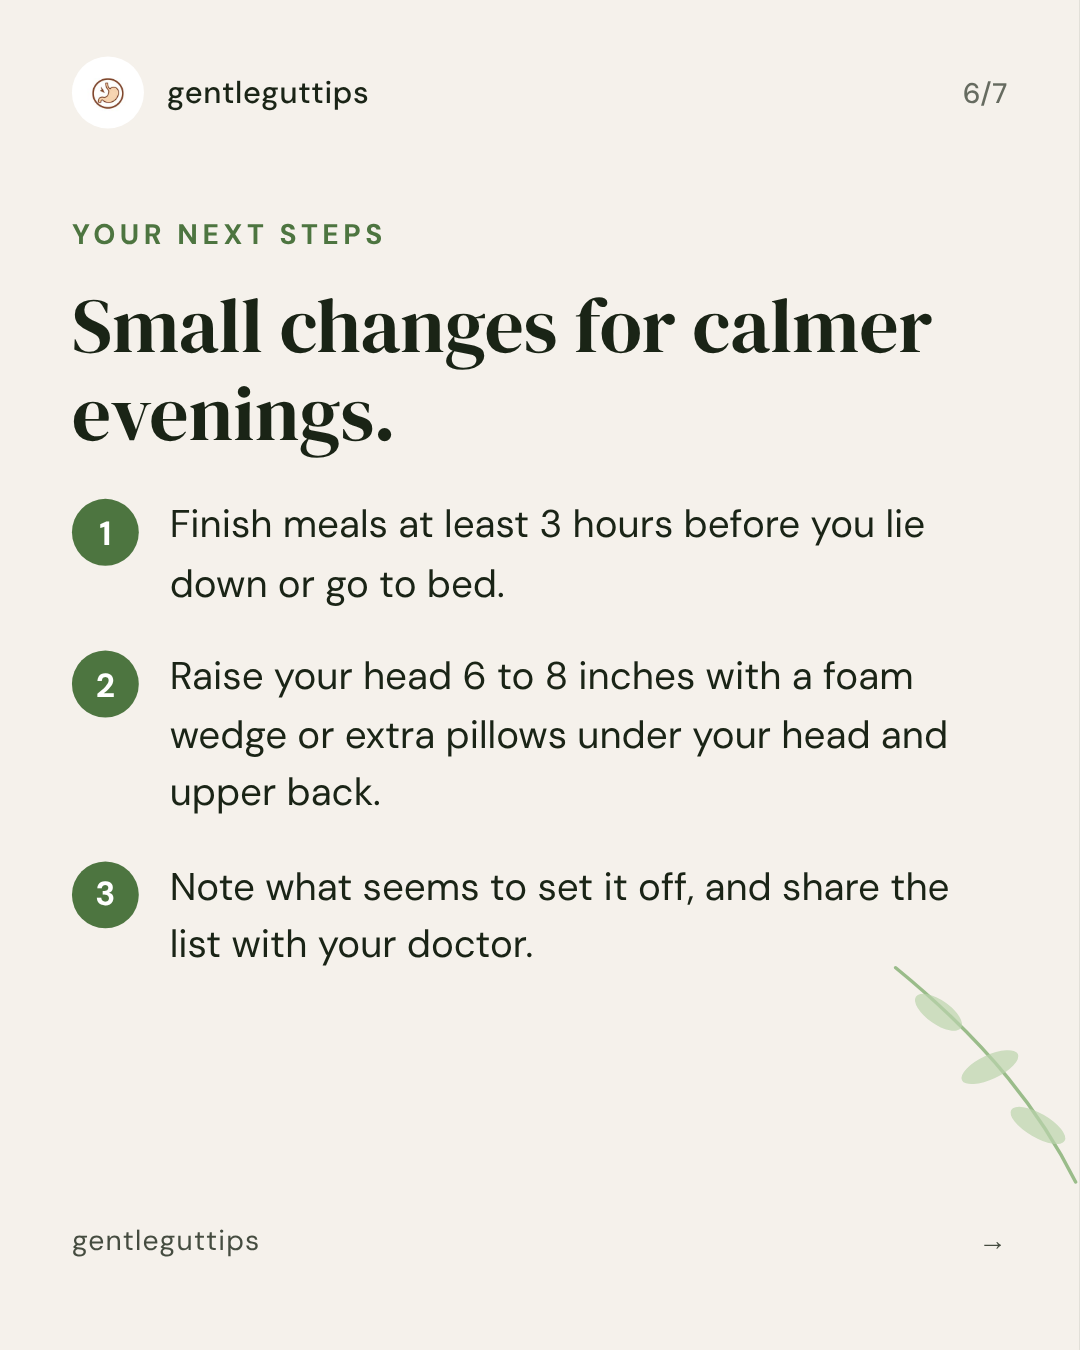 gentleguttips
6/7
YOUR NEXT STEPS
Small changes for calmer
evenings.
1 Finish meals at least 3 hours before you lie
down or go to bed.
2 Raise your head 6 to 8 inches with a foam
wedge or extra pillows under your head and
upper back.
3 Note what seems to set it off, and share the
list with your doctor.
gentleguttips →